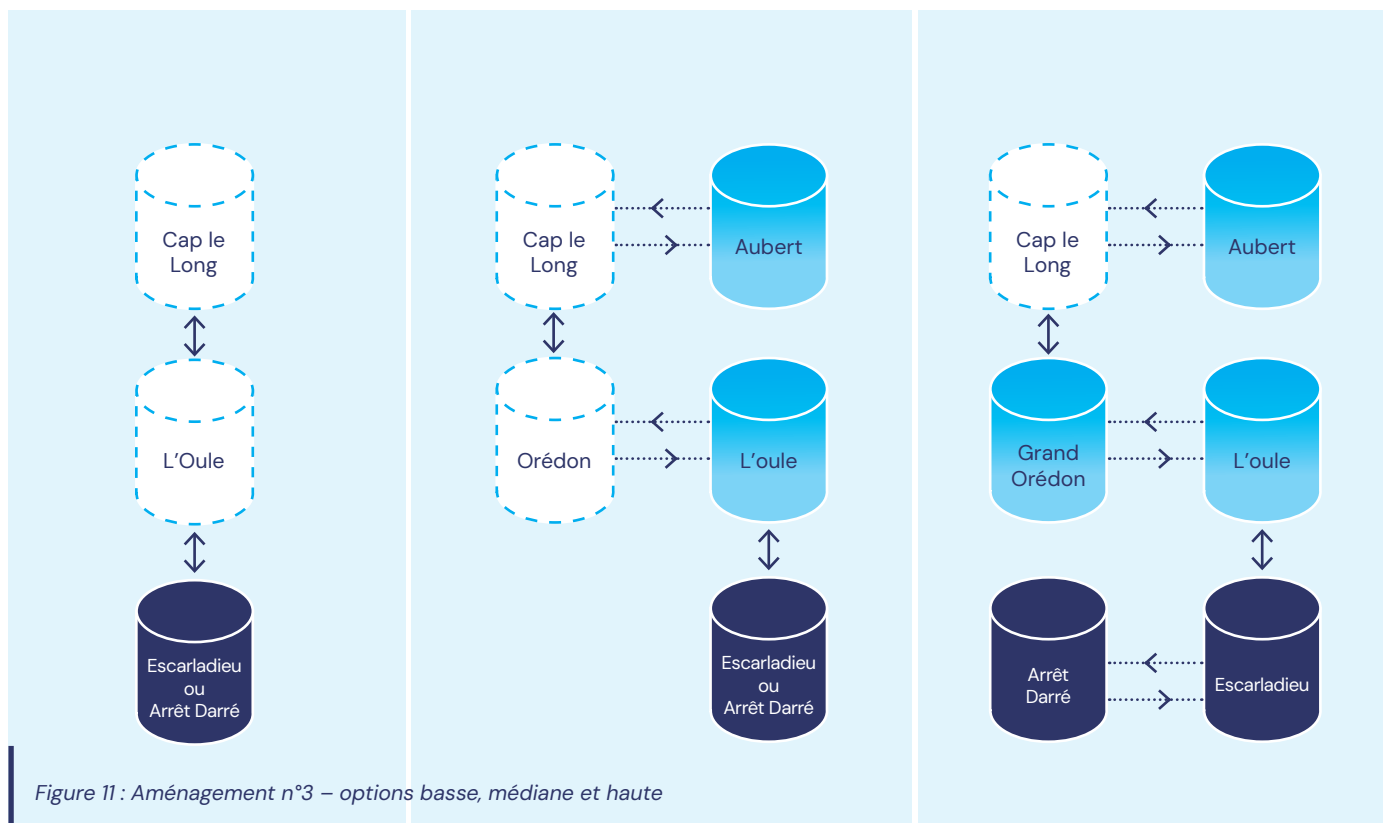 Cap le
Long
L'Oule
Escarladieu
ou
Arrêt Darré
Cap le
Long
Aubert
Orédon
L'oule
Escarladieu
ou
Arrêt Darré
Cap le
Long
Aubert
Grand
Orédon
L'oule
Arrêt
Darré
Escarladieu
Figure 11 : Aménagement n°3 – options basse, médiane et haute